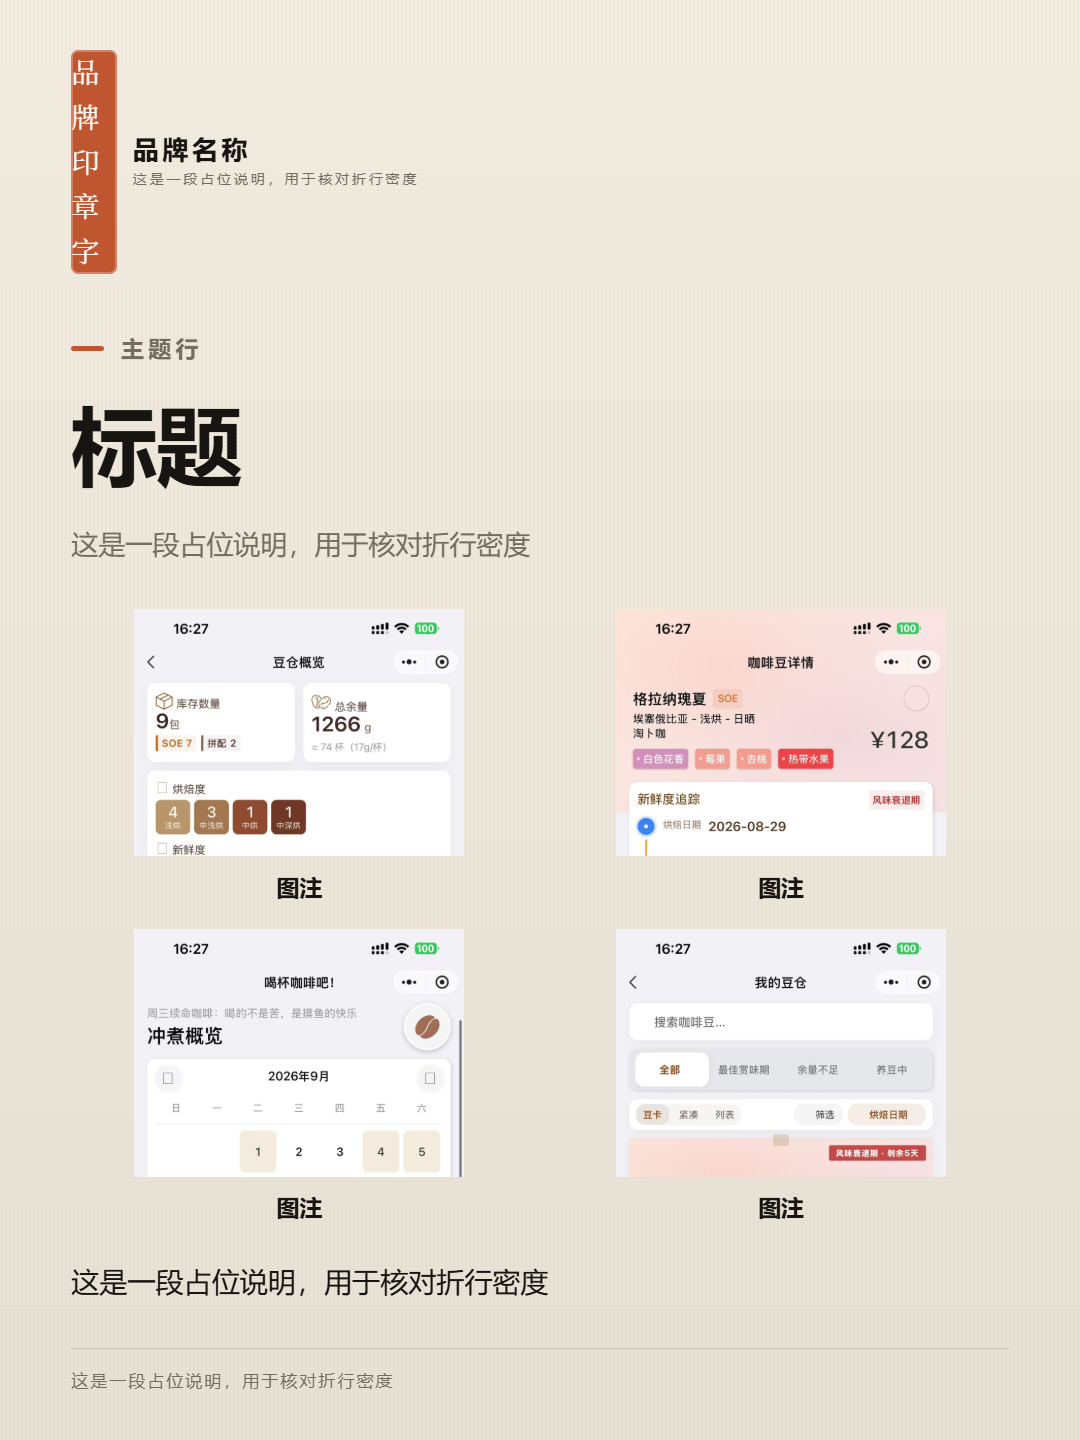 品
牌
印
章
字
品牌名称
这是一段占位说明，用于核对折行密度
主题行
标题
这是一段占位说明，用于核对折行密度
16:27
100
豆仓概览
库存数量
9包
SOE 7
拼配 2
总余量
1266 g
≈ 74 杯（17g/杯）
烘焙度
4
浅烘
3
中浅烘
1
中烘
1
中深烘
新鲜度
图注
16:27
100
咖啡豆详情
格拉纳瑰夏 SOE
埃塞俄比亚 - 浅烘 - 日晒
淘卜咖
¥128
白色花香
莓果
杏桃
热带水果
新鲜度追踪
风味衰退期
烘焙日期 2026-08-29
图注
16:27
100
喝杯咖啡吧！
周三续命咖啡：喝的不是苦，是摸鱼的快乐
冲煮概览
2026年9月
日 一 二 三 四 五 六
1 2 3 4 5
图注
16:27
100
我的豆仓
搜索咖啡豆...
全部 最佳赏味期 余量不足 养豆中
豆卡 紧凑 列表 筛选 烘焙日期
风味衰退期 · 剩余5天
图注
这是一段占位说明，用于核对折行密度
这是一段占位说明，用于核对折行密度